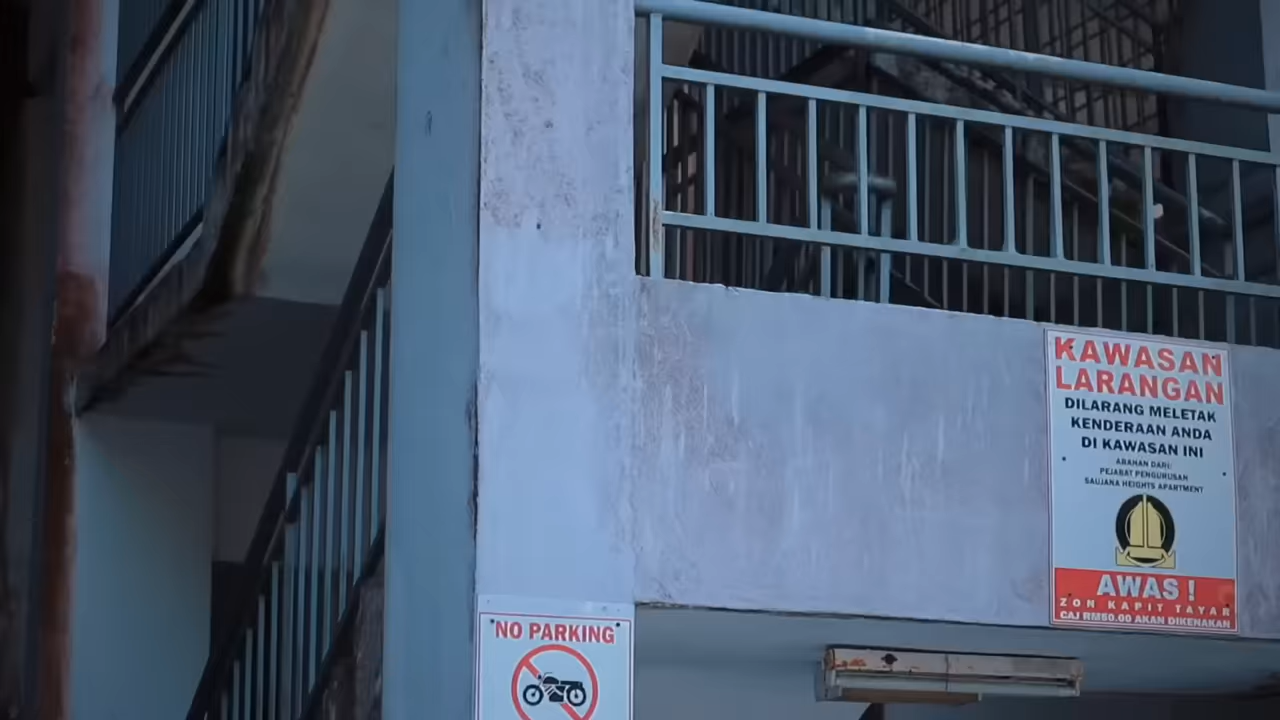 KAWASAN
LARANGAN
DILARANG MELETAK
KENDERAAN ANDA
DI KAWASAN INI
ARAHAN DARI:
PEJABAT PENGURUSAN
SAUJANA HEIGHTS APARTMENT
AWAS !
ZON KAPIT TAYAR
CAJ RM50.00 AKAN DIKENAKAN
NO PARKING